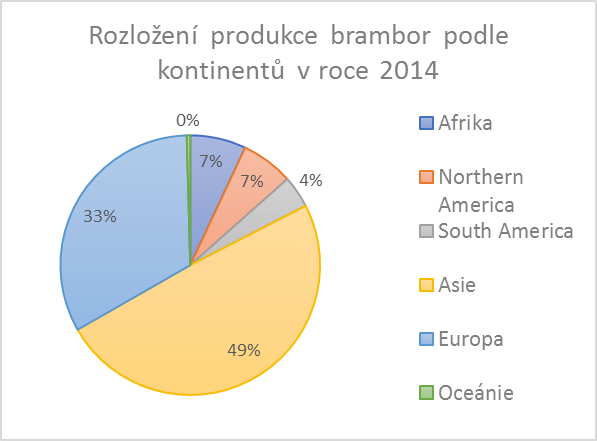 Rozložení produkce brambor podle
kontinentů v roce 2014
0%
7%
7%
4%
33%
49%
Afrika
Northern
America
South America
Asie
Europa
Oceánie